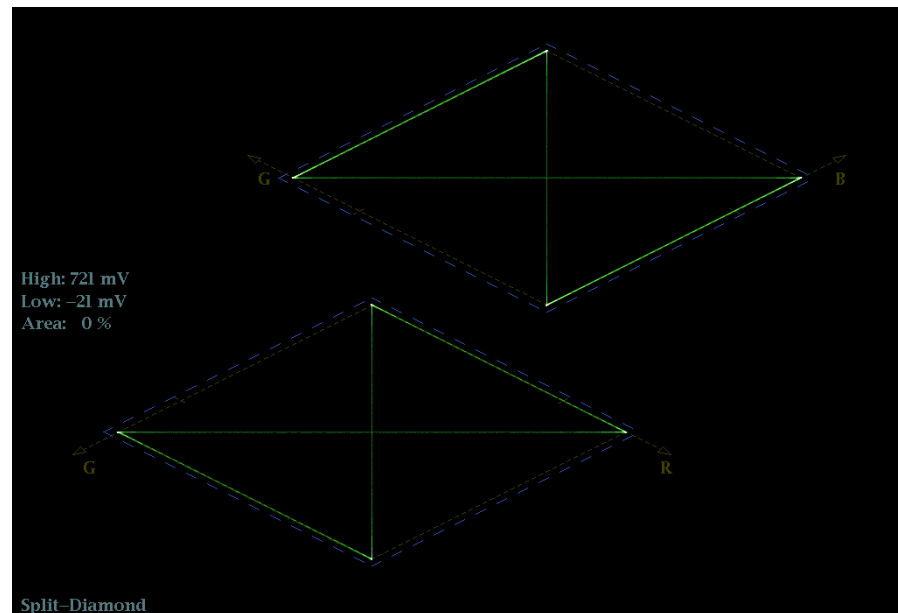 G
B
High: 721 mV
Low: −21 mV
Area: 0 %
G
R
Split−Diamond